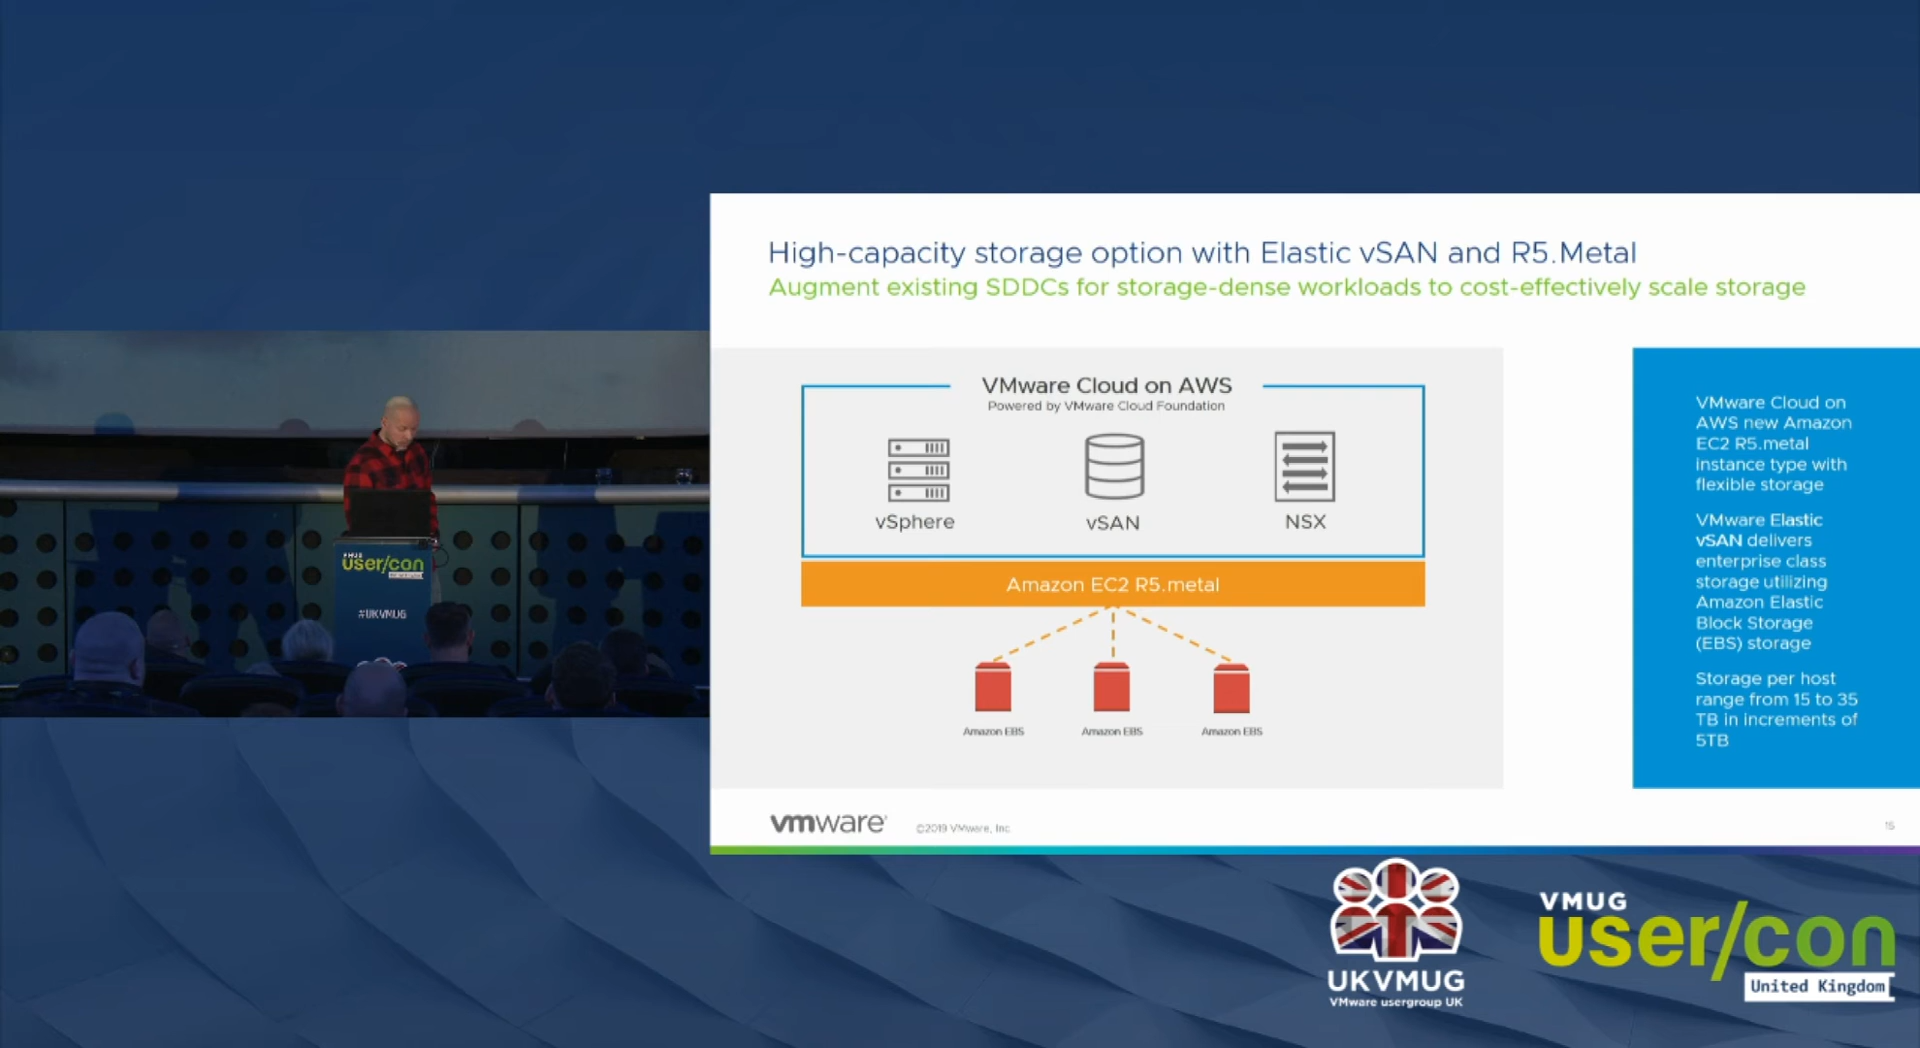 High-capacity storage option with Elastic vSAN and R5.Metal
Augment existing SDDCs for storage-dense workloads to cost-effectively scale storage
VMware Cloud on AWS
Powered by VMware Cloud Foundation
vSphere
vSAN
NSX
Amazon EC2 R5.metal
Amazon EBS
Amazon EBS
Amazon EBS
VMware Cloud on
AWS new Amazon
EC2 R5.metal
instance type with
flexible storage
VMware Elastic
vSAN delivers
enterprise class
storage utilizing
Amazon Elastic
Block Storage
(EBS) storage
Storage per host
range from 15 to 35
TB in increments of
5TB
vmware
©2019 VMware, Inc
15
VMUG
user/con
#UKVMUG
UKVMUG
VMware usergroup UK
VMUG
user/con
United Kingdom